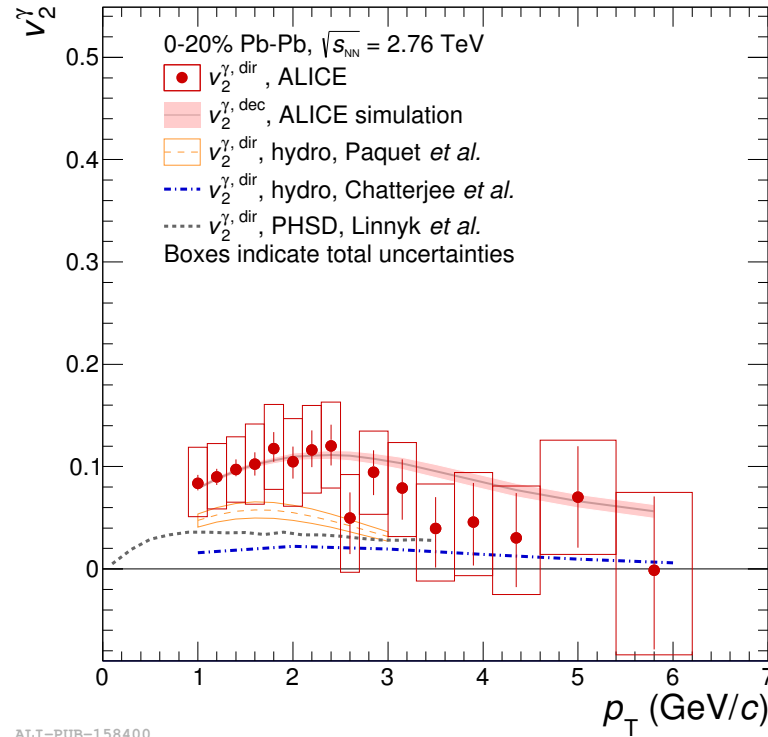 v₂^γ
0-20% Pb-Pb, √s_NN = 2.76 TeV
v₂^γ, dir, ALICE
v₂^γ, dec, ALICE simulation
v₂^γ, dir, hydro, Paquet et al.
v₂^γ, dir, hydro, Chatterjee et al.
v₂^γ, dir, PHSD, Linnyk et al.
Boxes indicate total uncertainties
0.5
0.4
0.3
0.2
0.1
0
0 1 2 3 4 5 6 7
p_T (GeV/c)
ALI-PUB-158400